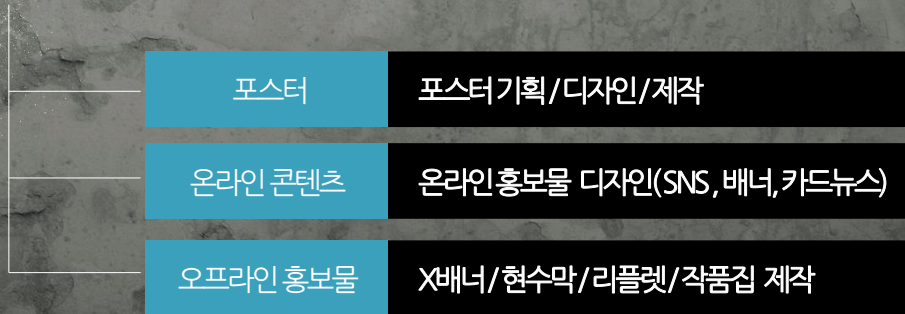 포스터
포스터 기획 / 디자인 / 제작
온라인 콘텐츠
온라인 홍보물 디자인(SNS, 배너, 카드뉴스)
오프라인 홍보물
X배너 / 현수막 / 리플렛 / 작품집 제작